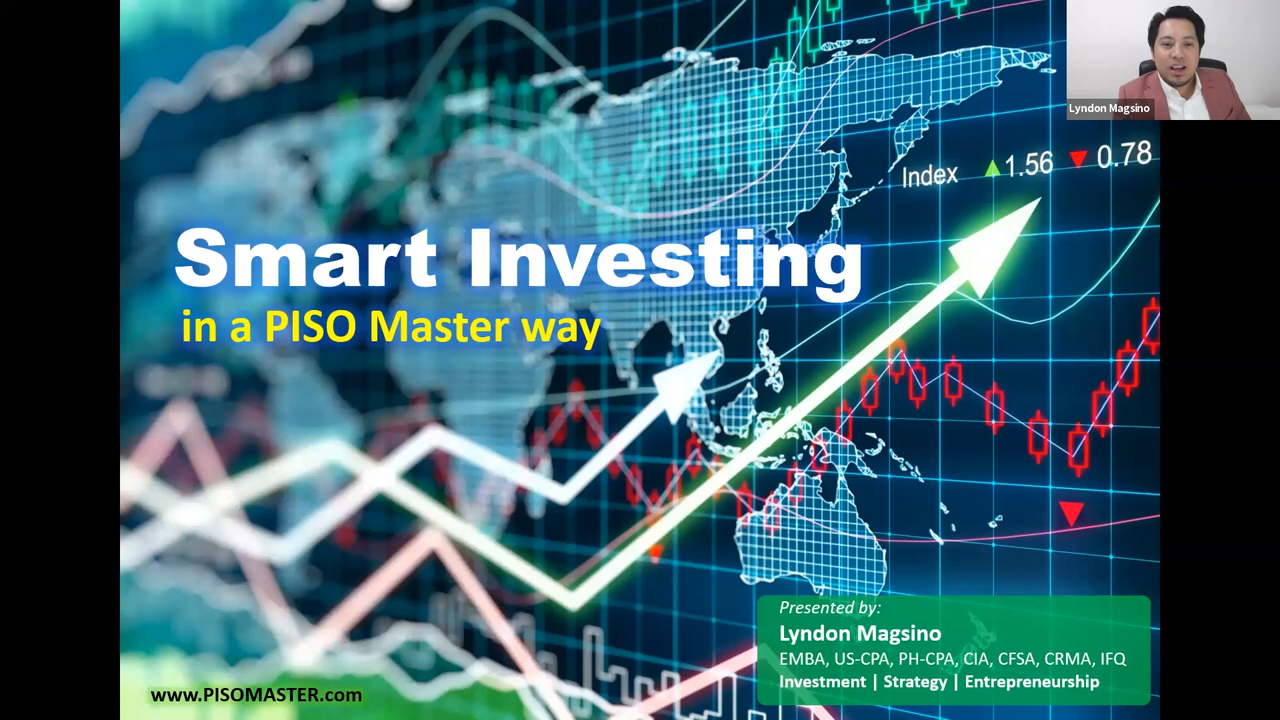 Lyndon Magsino
Index ▲1.56 ▼0.78
Smart Investing
in a PISO Master way
Presented by:
Lyndon Magsino
EMBA, US-CPA, PH-CPA, CIA, CFSA, CRMA, IFQ
Investment | Strategy | Entrepreneurship
www.PISOMASTER.com